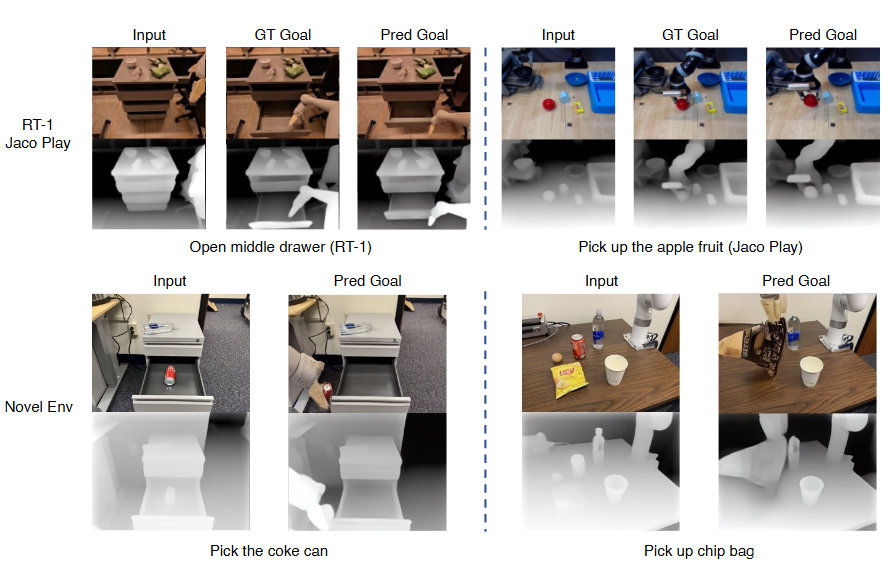 Input GT Goal Pred Goal Input GT Goal Pred Goal
RT-1
Jaco Play
Open middle drawer (RT-1) Pick up the apple fruit (Jaco Play)
Input Pred Goal Input Pred Goal
Novel Env
Pick the coke can Pick up chip bag